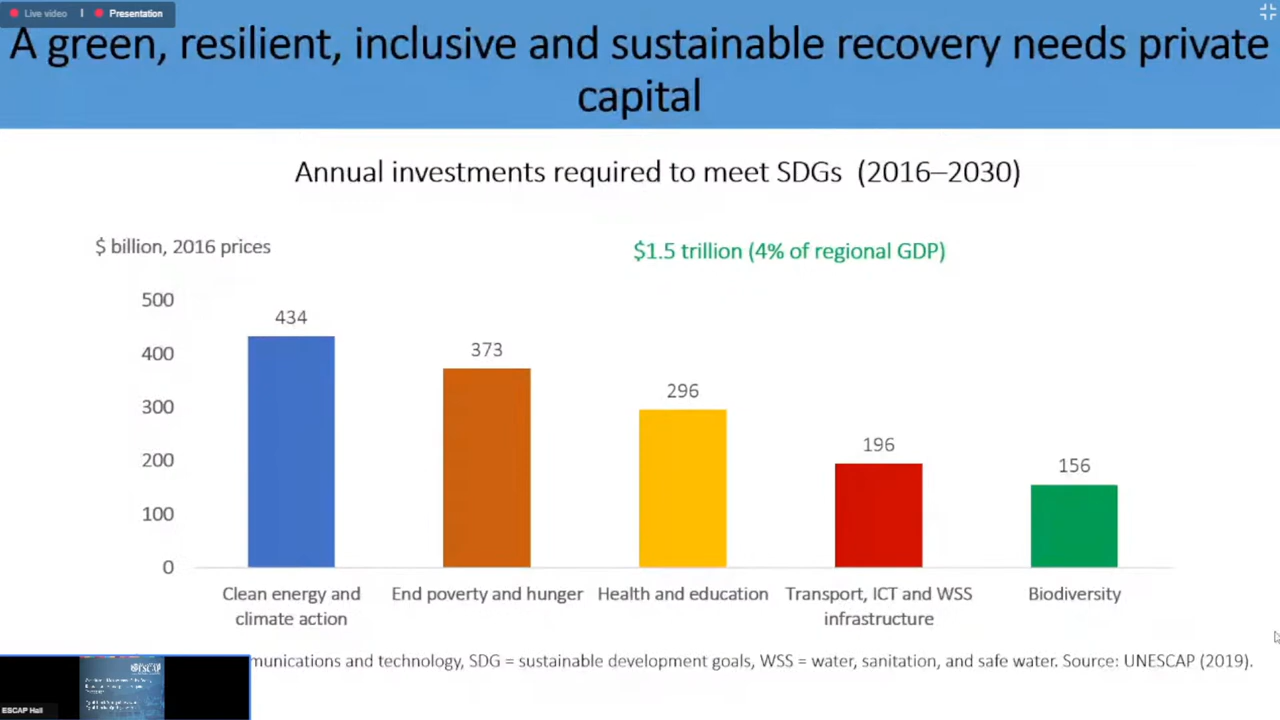 Live video | Presentation
A green, resilient, inclusive and sustainable recovery needs private
capital
Annual investments required to meet SDGs (2016–2030)
$ billion, 2016 prices
$1.5 trillion (4% of regional GDP)
500
400
300
200
100
0
434
373
296
196
156
Clean energy and
climate action
End poverty and hunger
Health and education
Transport, ICT and WSS
infrastructure
Biodiversity
munications and technology, SDG = sustainable development goals, WSS = water, sanitation, and safe water. Source: UNESCAP (2019).
ESCAP
ESCAP Hall